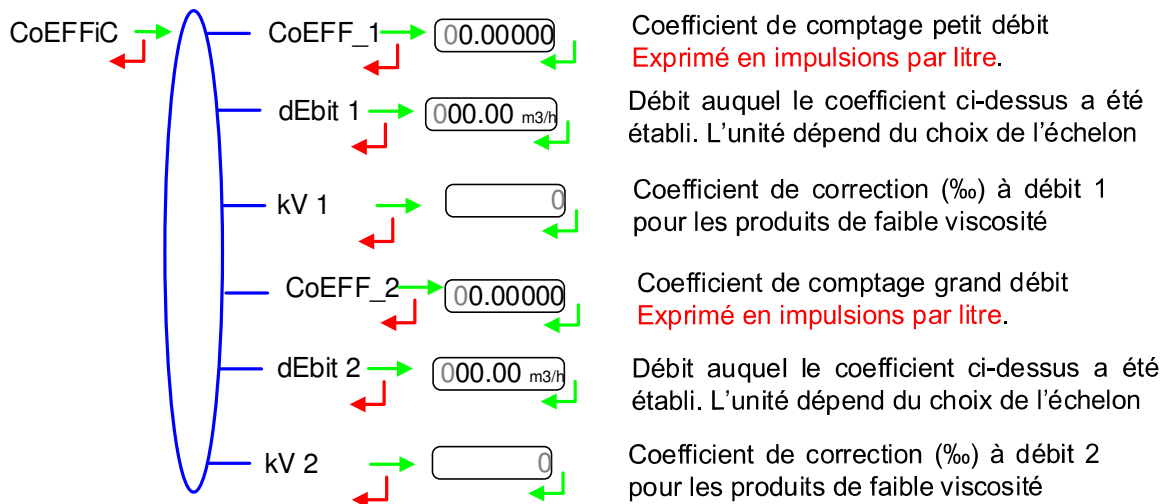 CoEFFiC
CoEFF_1
00.00000
Coefficient de comptage petit débit
Exprimé en impulsions par litre.
dEbit 1
000.00 m3/h
Débit auquel le coefficient ci-dessus a été
établi. L'unité dépend du choix de l'échelon
kV 1
0
Coefficient de correction (‰) à débit 1
pour les produits de faible viscosité
CoEFF_2
00.00000
Coefficient de comptage grand débit
Exprimé en impulsions par litre.
dEbit 2
000.00 m3/h
Débit auquel le coefficient ci-dessus a été
établi. L'unité dépend du choix de l'échelon
kV 2
0
Coefficient de correction (‰) à débit 2
pour les produits de faible viscosité